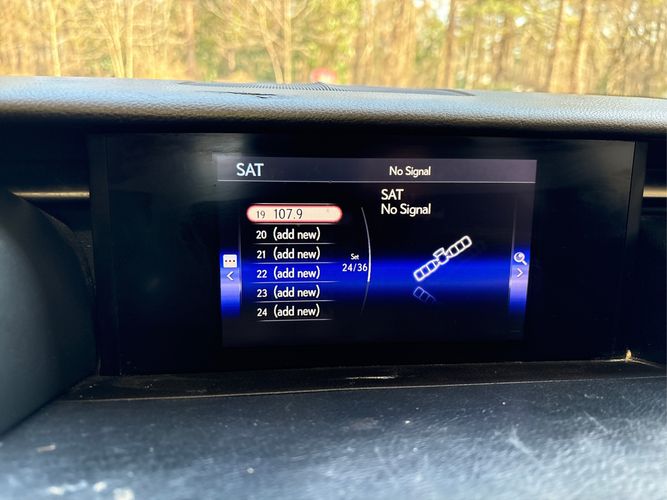 SAT
No Signal
SAT
No Signal
19 107.9
20 (add new)
21 (add new)
22 (add new)
23 (add new)
24 (add new)
Set
24/36